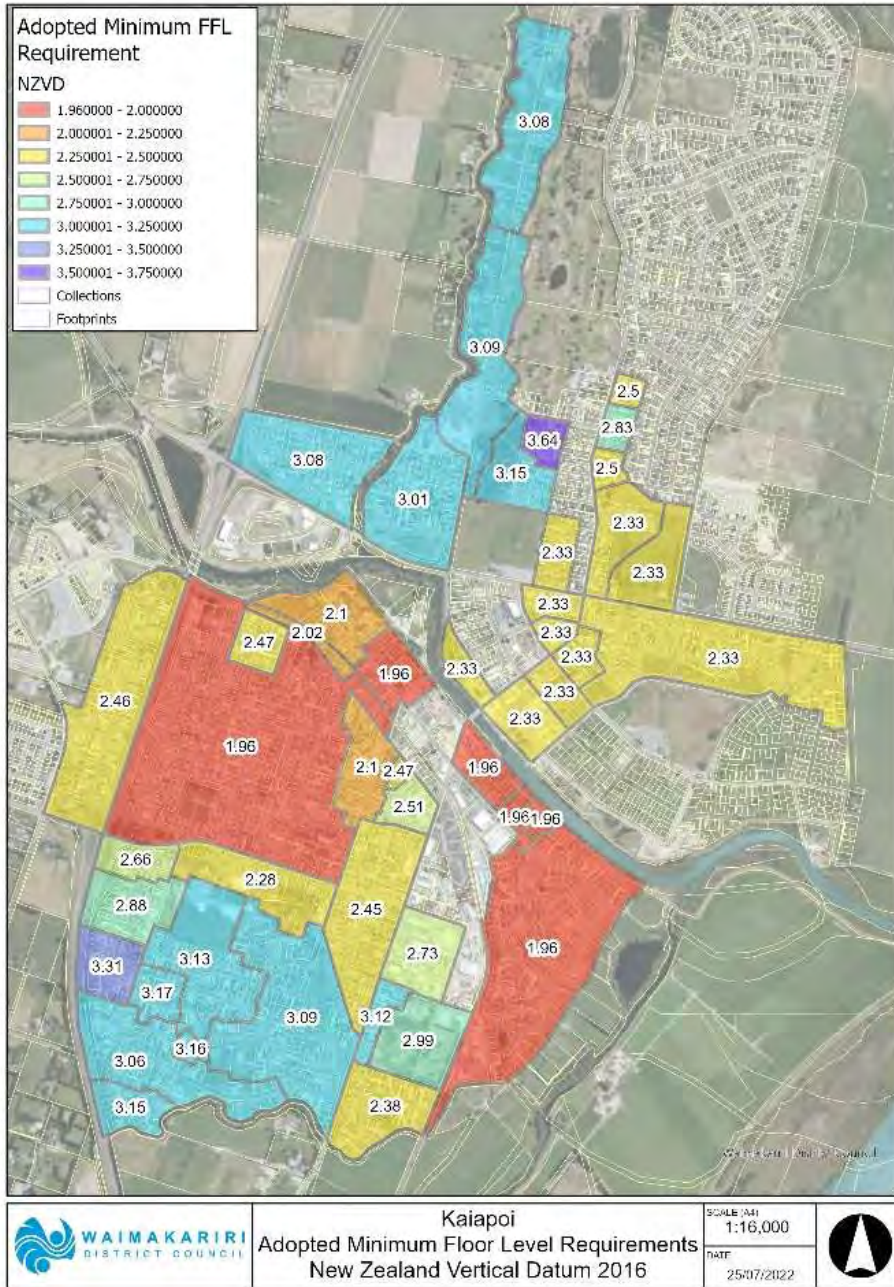 Adopted Minimum FFL
Requirement
NZVD
1.960000 - 2.000000
2.000001 - 2.250000
2.250001 - 2.500000
2.500001 - 2.750000
2.750001 - 3.000000
3.000001 - 3.250000
3.250001 - 3.500000
3.500001 - 3.750000
Collections
Footprints
3.08
3.09
2.5
2.83
3.64
3.08
3.15
2.5
3.01
2.33
2.33
2.33
2.1
2.33
2.02
2.47
2.33
1.96
2.33
2.33
2.33
2.46
2.33
2.33
1.96
2.1
1.96
2.47
2.51
1.96
1.96
2.66
2.28
2.88
2.45
3.13
3.31
2.73
1.96
3.17
3.09
3.12
3.16
2.99
3.06
3.15
2.38
Waimakariri District Council
WAIMAKARIRI
DISTRICT COUNCIL
Kaiapoi
Adopted Minimum Floor Level Requirements
New Zealand Vertical Datum 2016
SCALE (A4)
1:16,000
DATE
25/07/2022